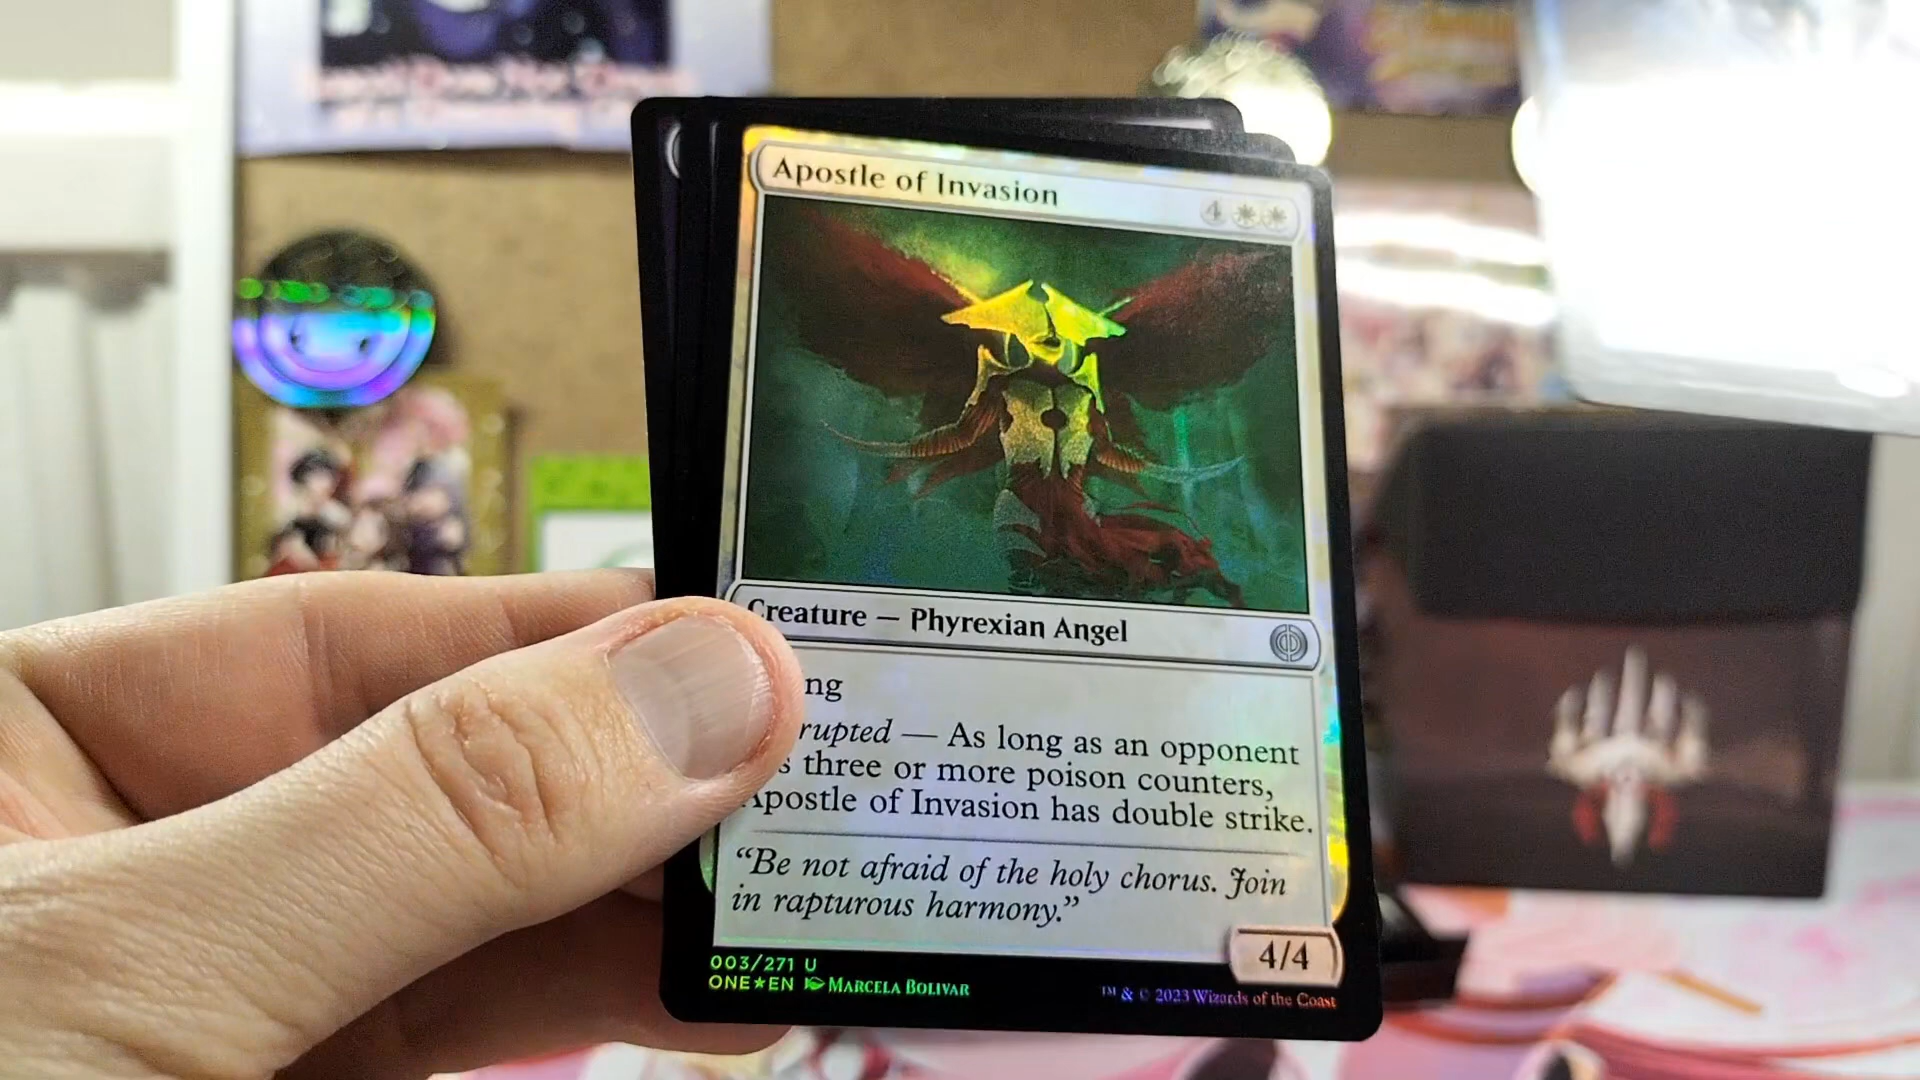 Apostle of Invasion
4
Creature — Phyrexian Angel
ng
rupted — As long as an opponent
s three or more poison counters,
Apostle of Invasion has double strike.
“Be not afraid of the holy chorus. Join
in rapturous harmony.”
4/4
003/271 U
ONE★EN Marcela Bolivar
™ & © 2023 Wizards of the Coast